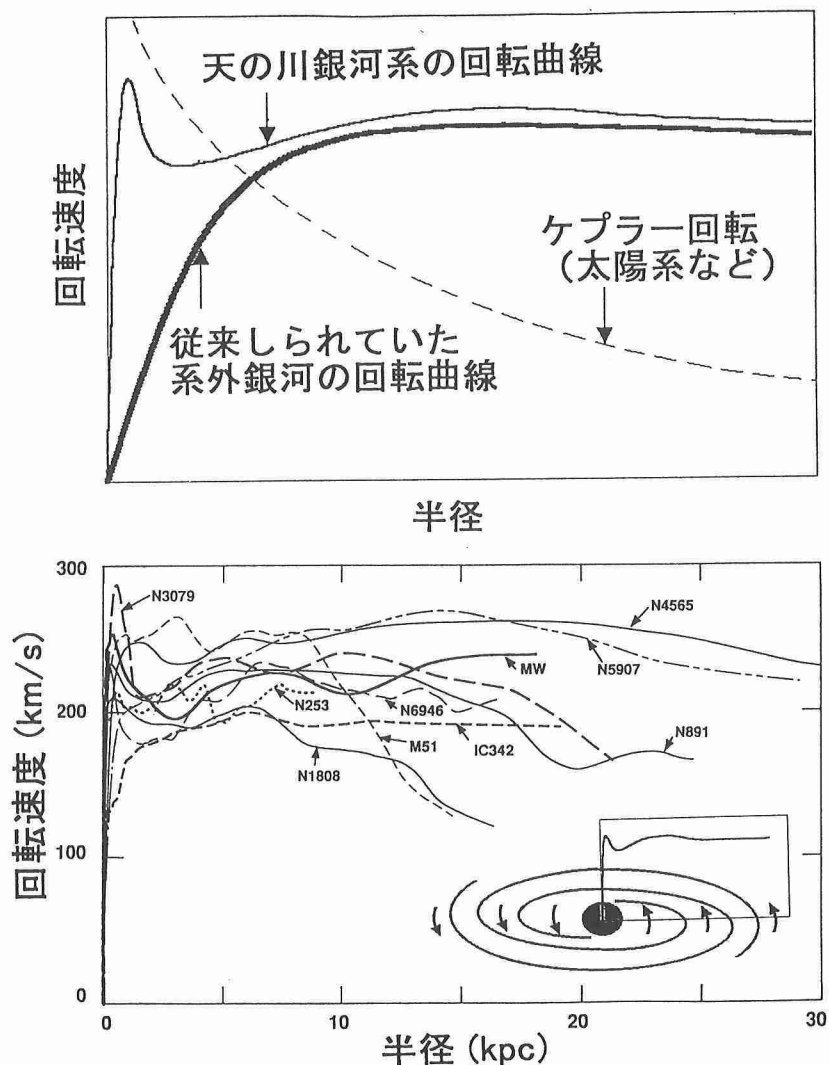 天の川銀河系の回転曲線
回転速度
ケプラー回転
(太陽系など)
従来しられていた
系外銀河の回転曲線
半径
300
200
100
0
回転速度 (km/s)
N3079
N4565
N5907
MW
N253
N6946
M51
IC342
N891
N1808
0
10
20
30
半径 (kpc)